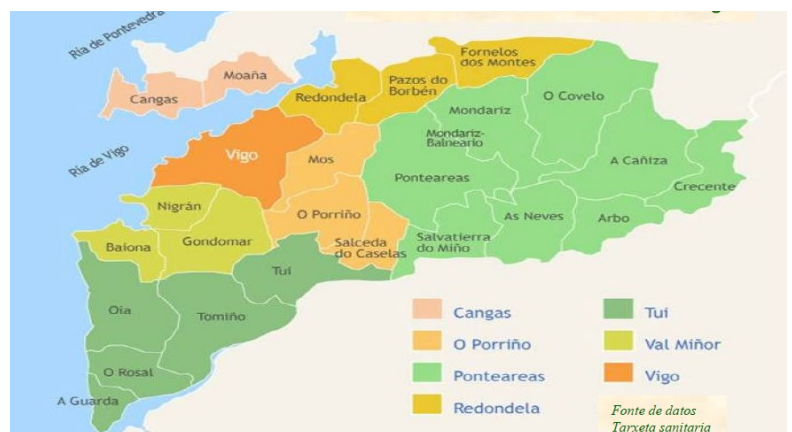 Ría de Pontevedra
Fornelos
dos Montes
Moaña
Pazos do
Borbén
Cangas
Redondela
O Covelo
Mondariz
Mondariz-
Balneario
Ría de Vigo
Vigo
Mos
A Cañiza
Ponteareas
Crecente
Nigrán
O Porriño
As Neves
Arbo
Baiona
Gondomar
Salceda
do Caselas
Salvatierra
do Miño
Tui
Oia
Tomiño
O Rosal
A Guarda
Cangas
O Porriño
Ponteareas
Redondela
Tui
Val Miñor
Vigo
Fonte de datos
Tarxeta sanitaria